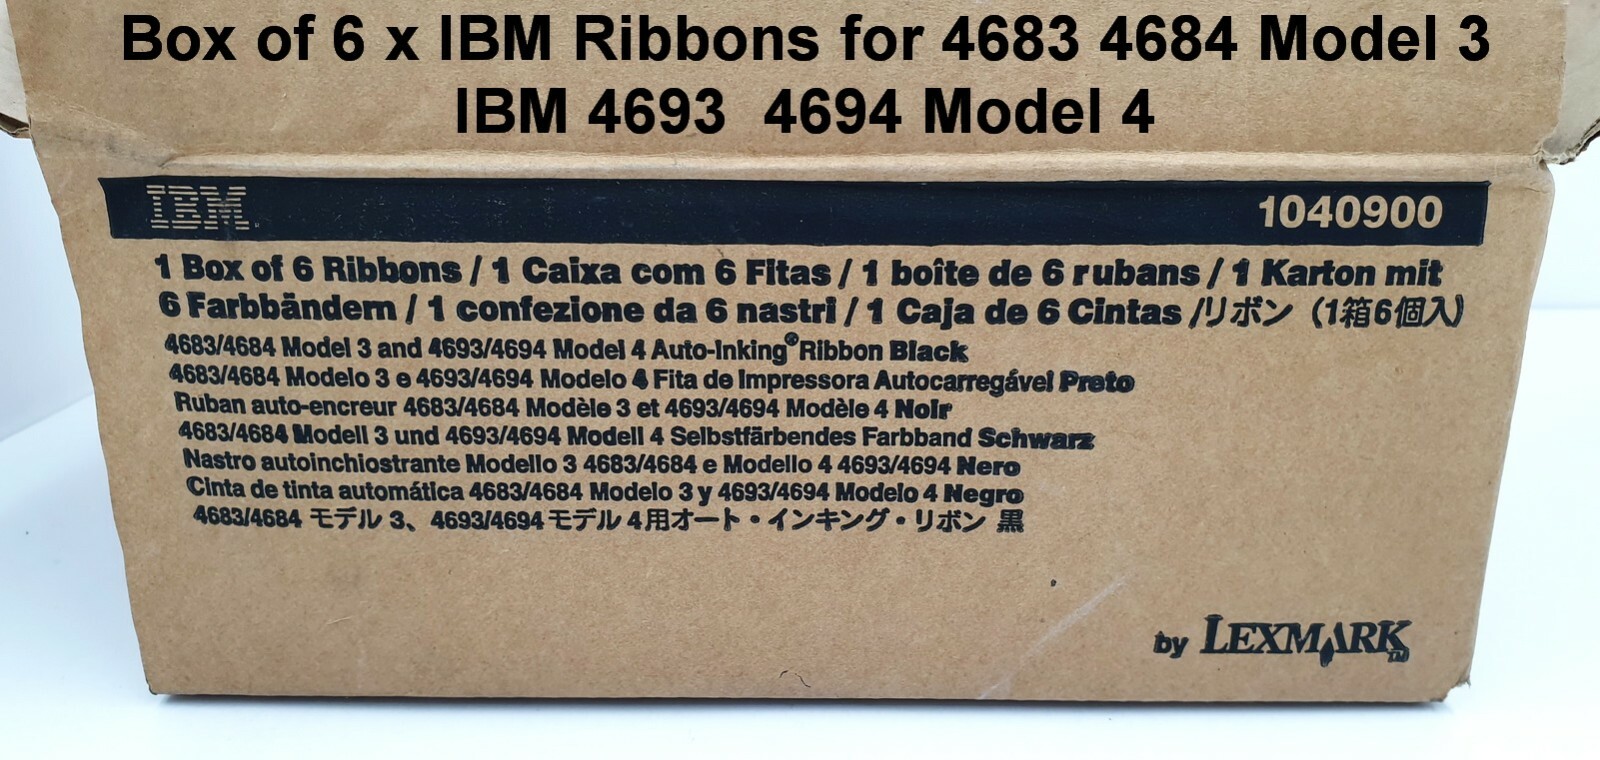 Box of 6 x IBM Ribbons for 4683 4684 Model 3
IBM 4693 4694 Model 4
IBM
1040900
1 Box of 6 Ribbons / 1 Caixa com 6 Fitas / 1 boîte de 6 rubans / 1 Karton mit
6 Farbbändern / 1 confezione da 6 nastri / 1 Caja de 6 Cintas /リボン (1箱6個入)
4683/4684 Model 3 and 4693/4694 Model 4 Auto-Inking® Ribbon Black
4683/4684 Modelo 3 e 4693/4694 Modelo 4 Fita de Impressora Autocarregável Preto
Ruban auto-encreur 4683/4684 Modèle 3 et 4693/4694 Modèle 4 Noir
4683/4684 Modell 3 und 4693/4694 Modell 4 Selbstfärbendes Farbband Schwarz
Nastro autoinchiostrante Modello 3 4683/4684 e Modello 4 4693/4694 Nero
Cinta de tinta automática 4683/4684 Modelo 3 y 4693/4694 Modelo 4 Negro
4683/4684 モデル 3、4693/4694 モデル 4用オート・インキング・リボン 黒
by LEXMARK™